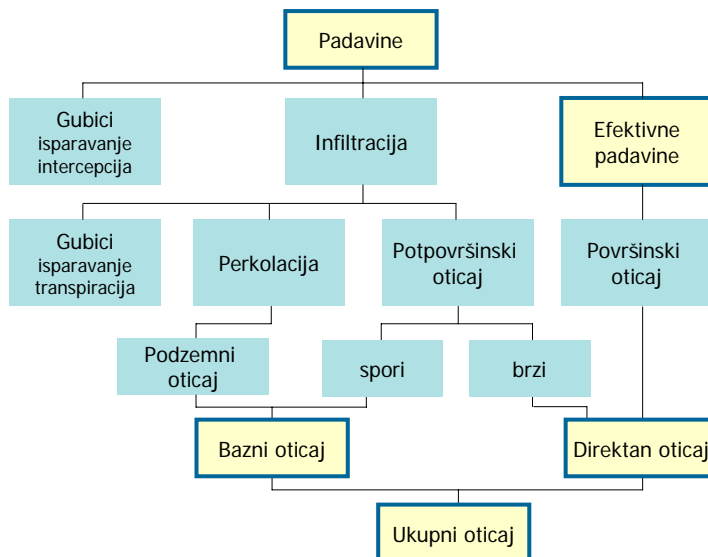 Padavine
Gubici
isparavanje
intercepcija
Infiltracija
Efektivne
padavine
Gubici
isparavanje
transpiracija
Perkolacija
Potpovršinski
oticaj
Površinski
oticaj
Podzemni
oticaj
spori
brzi
Bazni oticaj
Direktan oticaj
Ukupni oticaj